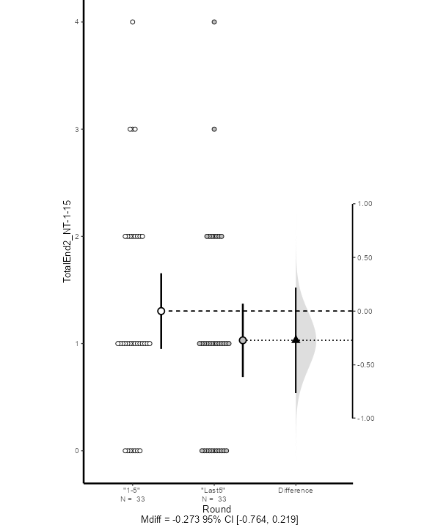 4
3
2
1
0
TotalEnd2_NT-1-15
1.00
0.50
0.00
-0.50
-1.00
"1-5" "Last5" Difference
N = 33 N = 33
Round
Mdiff = -0.273 95% CI [-0.764, 0.219]